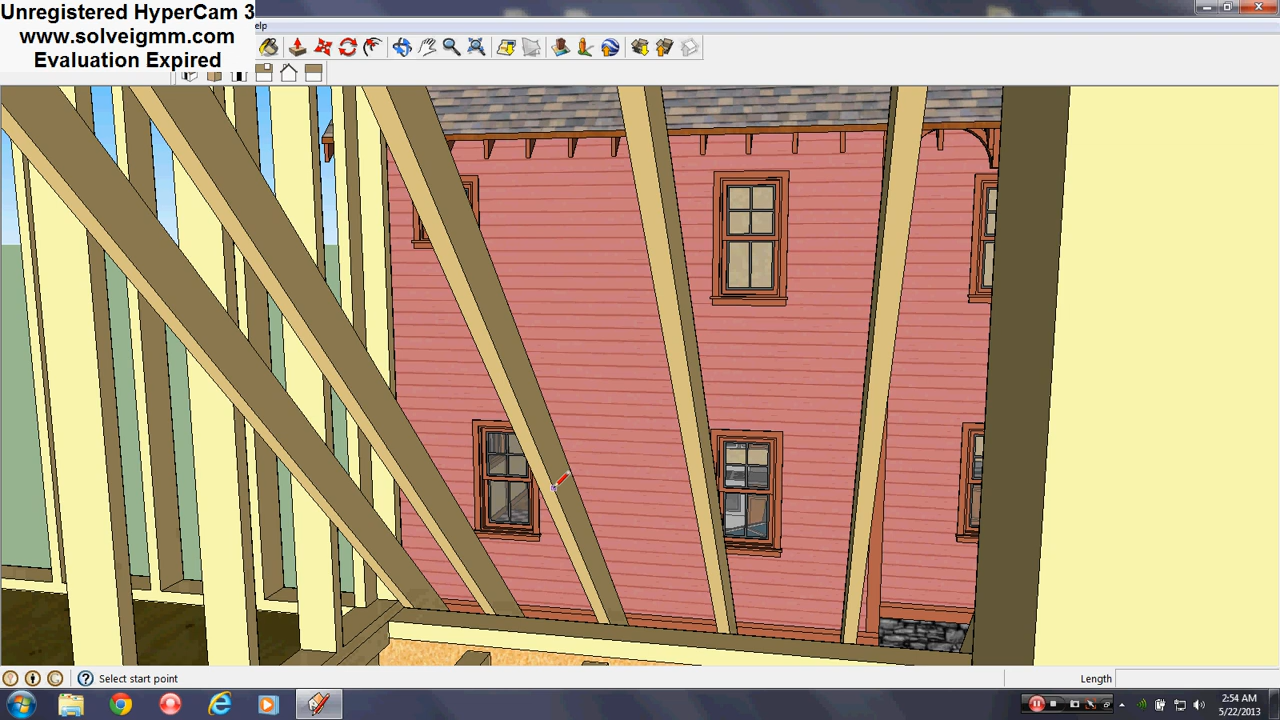 Unregistered HyperCam 3
www.solveigmm.com
Evaluation Expired
elp
Select start point
Length
2:54 AM
5/22/2013